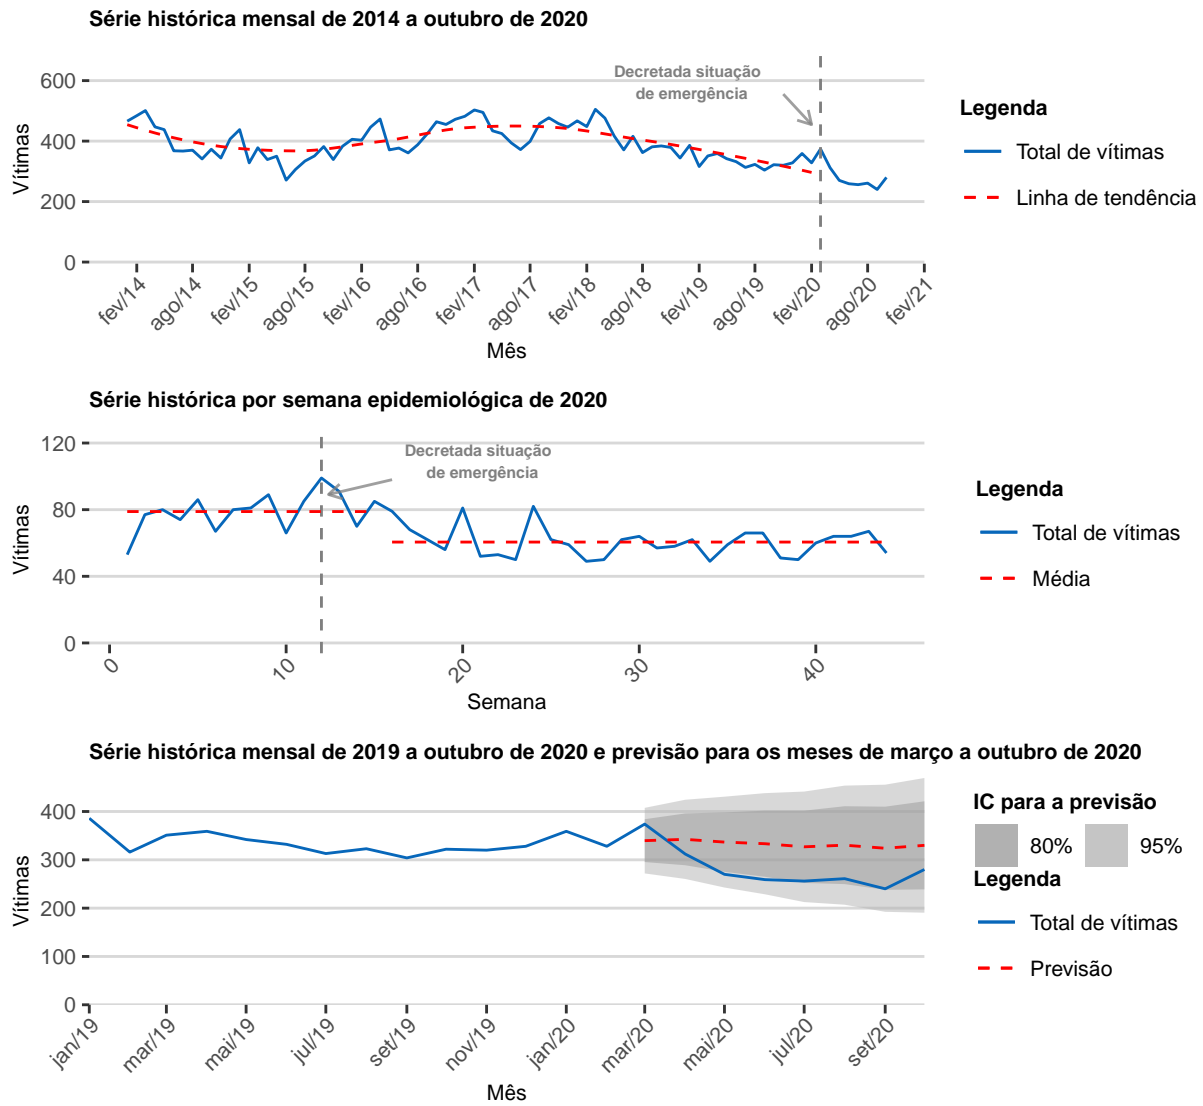 Série histórica mensal de 2014 a outubro de 2020
Vítimas
600
400
200
0
Decretada situação
de emergência
fev/14
ago/14
fev/15
ago/15
fev/16
ago/16
fev/17
ago/17
fev/18
ago/18
fev/19
ago/19
fev/20
ago/20
fev/21
Mês
Legenda
Total de vítimas
Linha de tendência
Série histórica por semana epidemiológica de 2020
Vítimas
120
80
40
0
Decretada situação
de emergência
0
10
20
30
40
Semana
Legenda
Total de vítimas
Média
Série histórica mensal de 2019 a outubro de 2020 e previsão para os meses de março a outubro de 2020
Vítimas
400
300
200
100
0
jan/19
mar/19
mai/19
jul/19
set/19
nov/19
jan/20
mar/20
mai/20
jul/20
set/20
Mês
IC para a previsão
80%
95%
Legenda
Total de vítimas
Previsão